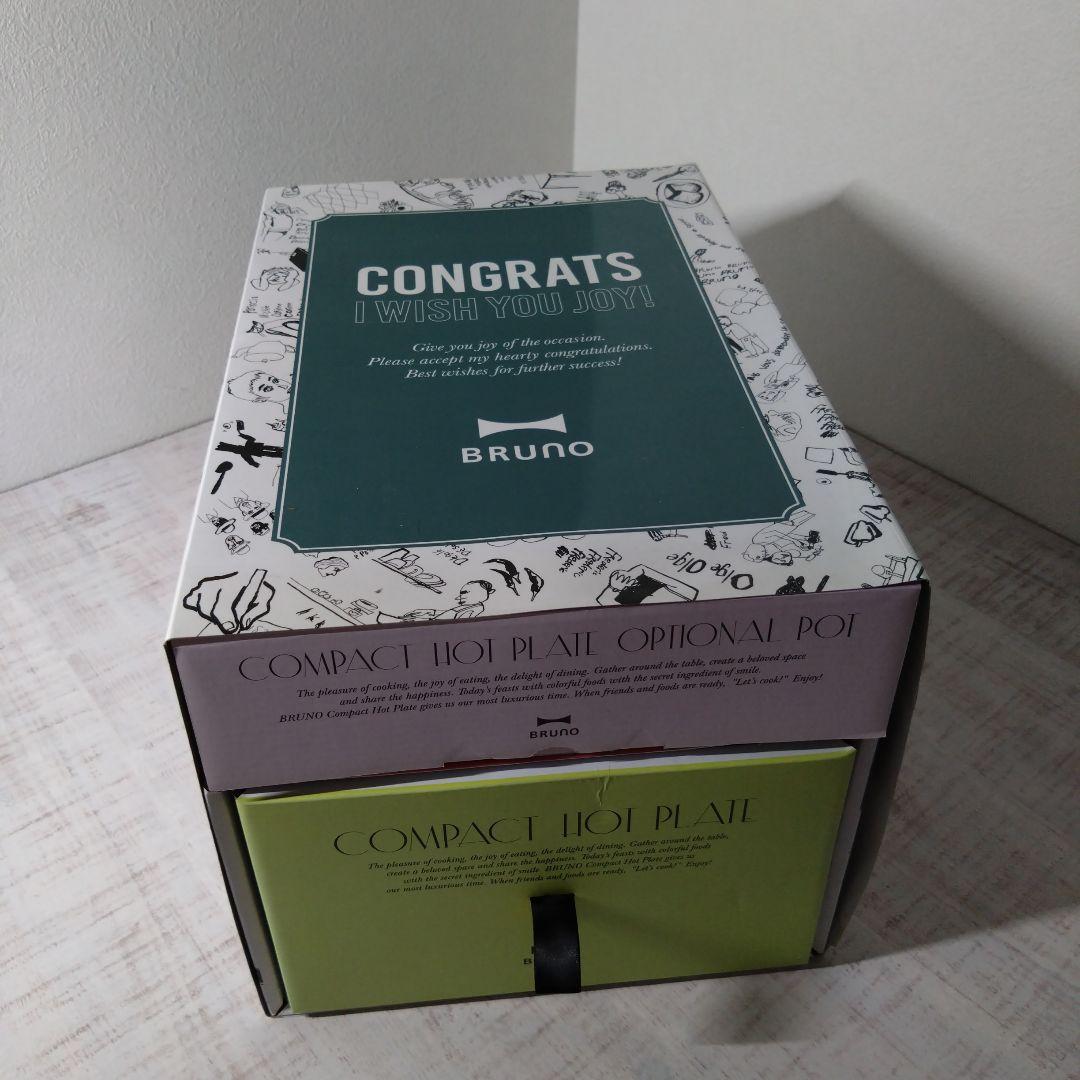 CONGRATS
I WISH YOU JOY!
Give you joy of the occasion.
Please accept my hearty congratulations.
Best wishes for further success!
BRUNO
COMPACT HOT PLATE OPTIONAL POT
The pleasure of cooking, the joy of eating, the delight of dining. Gather around the table, create a beloved space
and share the happiness. Today's feasts with colorful foods with the secret ingredient of smile.
BRUNO Compact Hot Plate gives us our most luxurious time. When friends and foods are ready, "Let's cook!" Enjoy!
BRUNO
COMPACT HOT PLATE
The pleasure of cooking, the joy of eating, the delight of dining. Gather around the table,
create a beloved space and share the happiness. Today's feasts with colorful foods
with the secret ingredient of smile. BRUNO Compact Hot Plate gives us
our most luxurious time. When friends and foods are ready, "Let's cook!" Enjoy!
B